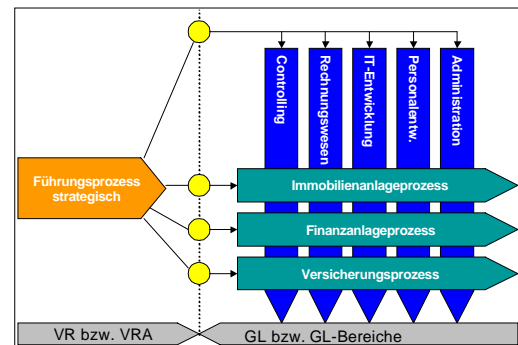 Controlling
Rechnungswesen
IT-Entwicklung
Personalentw.
Administration
Führungsprozess
strategisch
Immobilienanlageprozess
Finanzanlageprozess
Versicherungsprozess
VR bzw. VRA
GL bzw. GL-Bereiche